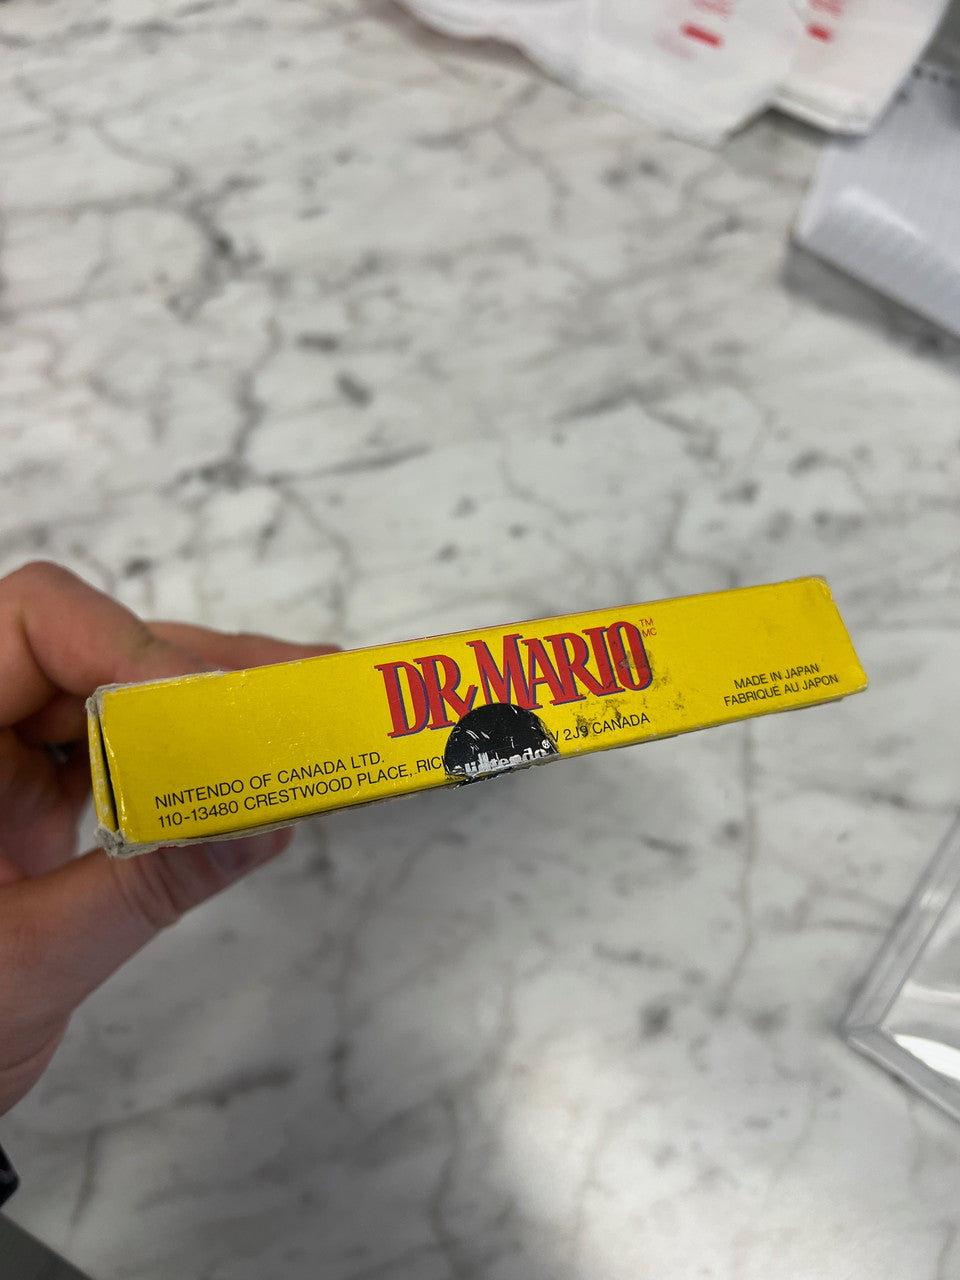 DR. MARIO
TM
MC
NINTENDO OF CANADA LTD.
110-13480 CRESTWOOD PLACE, RIC
V 2J9 CANADA
Nintendo®
MADE IN JAPAN
FABRIQUÉ AU JAPON